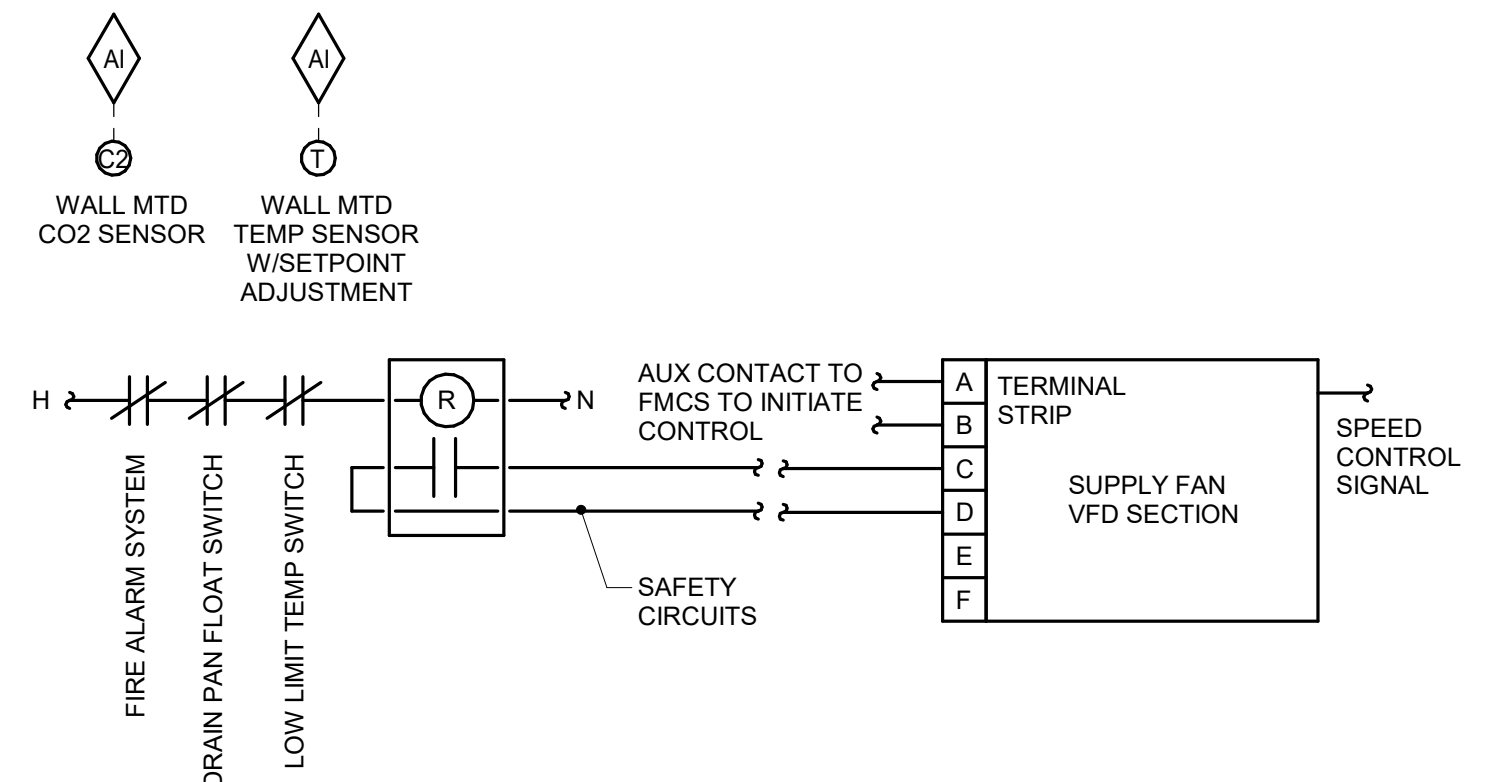 AI
AI
C2
T
WALL MTD
CO2 SENSOR
WALL MTD
TEMP SENSOR
W/SETPOINT
ADJUSTMENT
H
R
N
FIRE ALARM SYSTEM
DRAIN PAN FLOAT SWITCH
LOW LIMIT TEMP SWITCH
AUX CONTACT TO
FMCS TO INITIATE
CONTROL
SAFETY
CIRCUITS
A
B
C
D
E
F
TERMINAL
STRIP
SUPPLY FAN
VFD SECTION
SPEED
CONTROL
SIGNAL